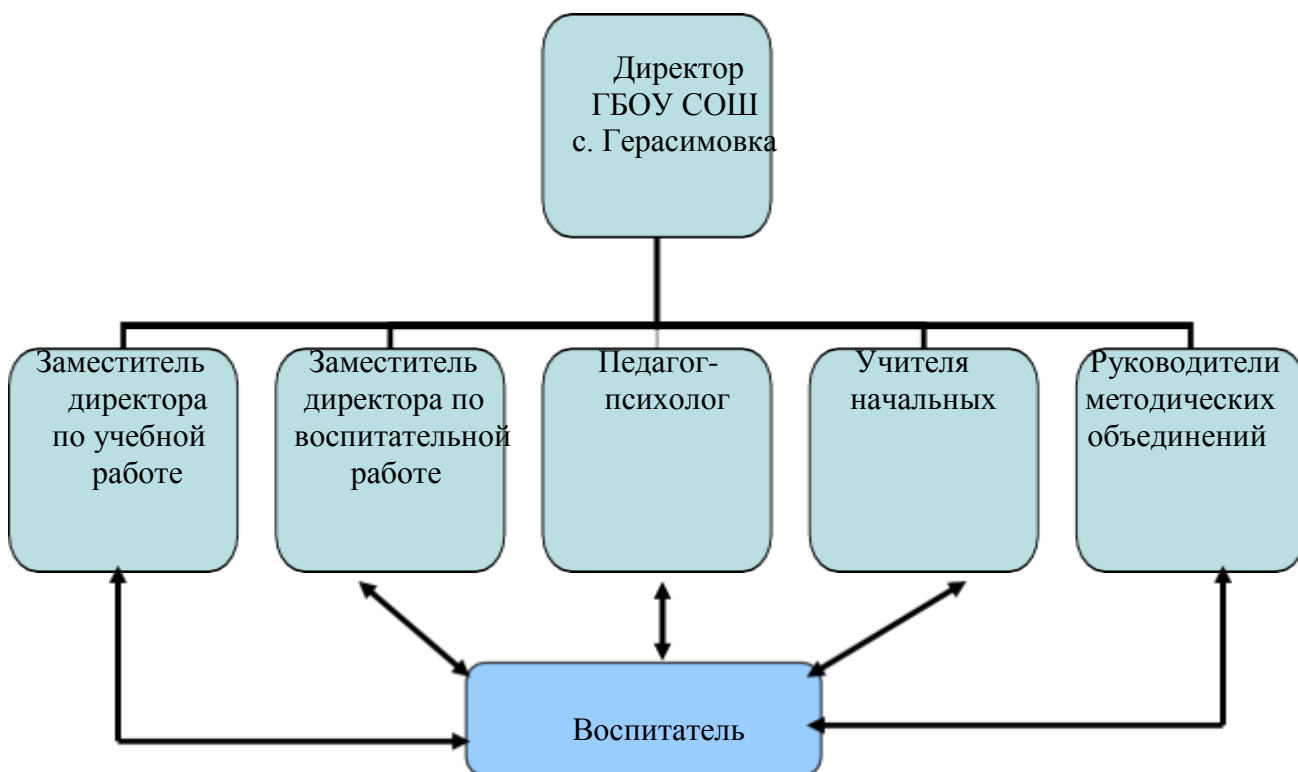 Директор
ГБОУ СОШ
с. Герасимовка
Заместитель
директора
по учебной
работе
Заместитель
директора по
воспитательной
работе
Педагог-
психолог
Учителя
начальных
Руководители
методических
объединений
Воспитатель